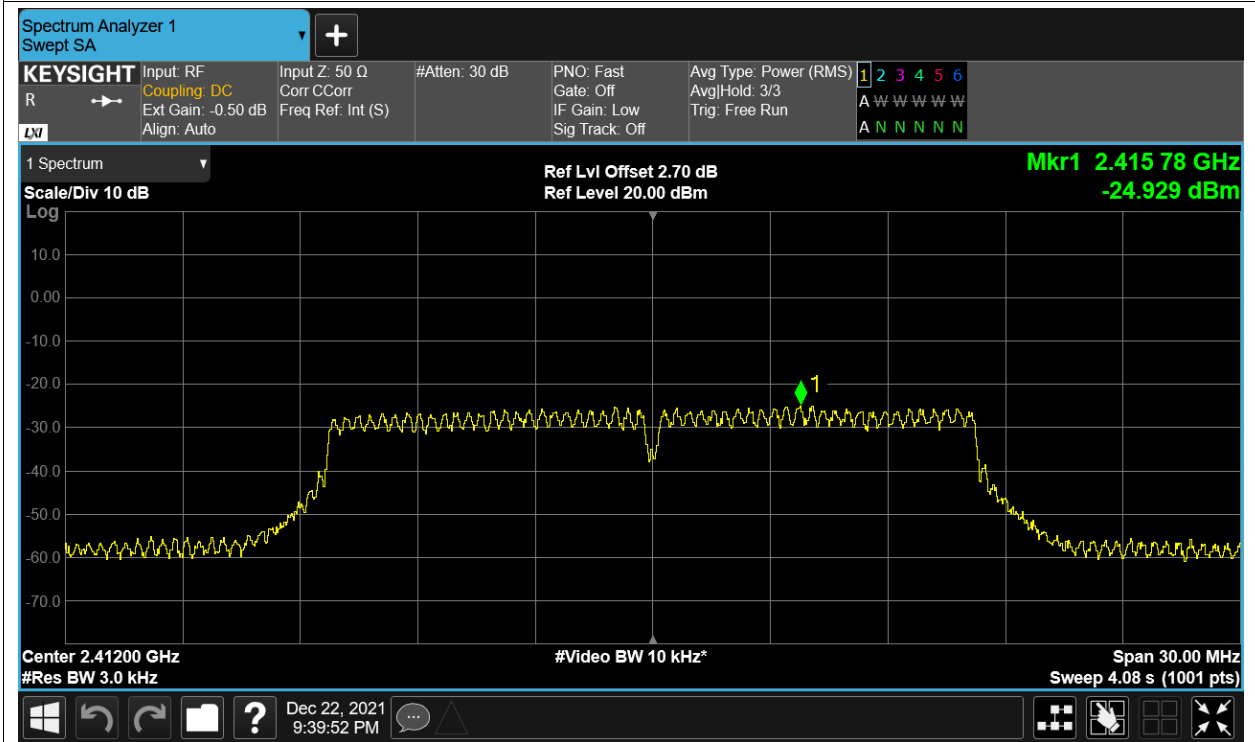 Spectrum Analyzer 1
Swept SA
+
KEYSIGHT
R
LXI
Input: RF
Coupling: DC
Ext Gain: -0.50 dB
Align: Auto
Input Z: 50 Ω
Corr CCorr
Freq Ref: Int (S)
#Atten: 30 dB
PNO: Fast
Gate: Off
IF Gain: Low
Sig Track: Off
Avg Type: Power (RMS)
Avg|Hold: 3/3
Trig: Free Run
1 2 3 4 5 6
A W W W W W
A N N N N N
1 Spectrum
Scale/Div 10 dB
Log
Ref Lvl Offset 2.70 dB
Ref Level 20.00 dBm
Mkr1 2.415 78 GHz
-24.929 dBm
10.0
0.00
-10.0
-20.0
-30.0
-40.0
-50.0
-60.0
-70.0
1
Center 2.41200 GHz
#Res BW 3.0 kHz
#Video BW 10 kHz*
Span 30.00 MHz
Sweep 4.08 s (1001 pts)
?
Dec 22, 2021
9:39:52 PM